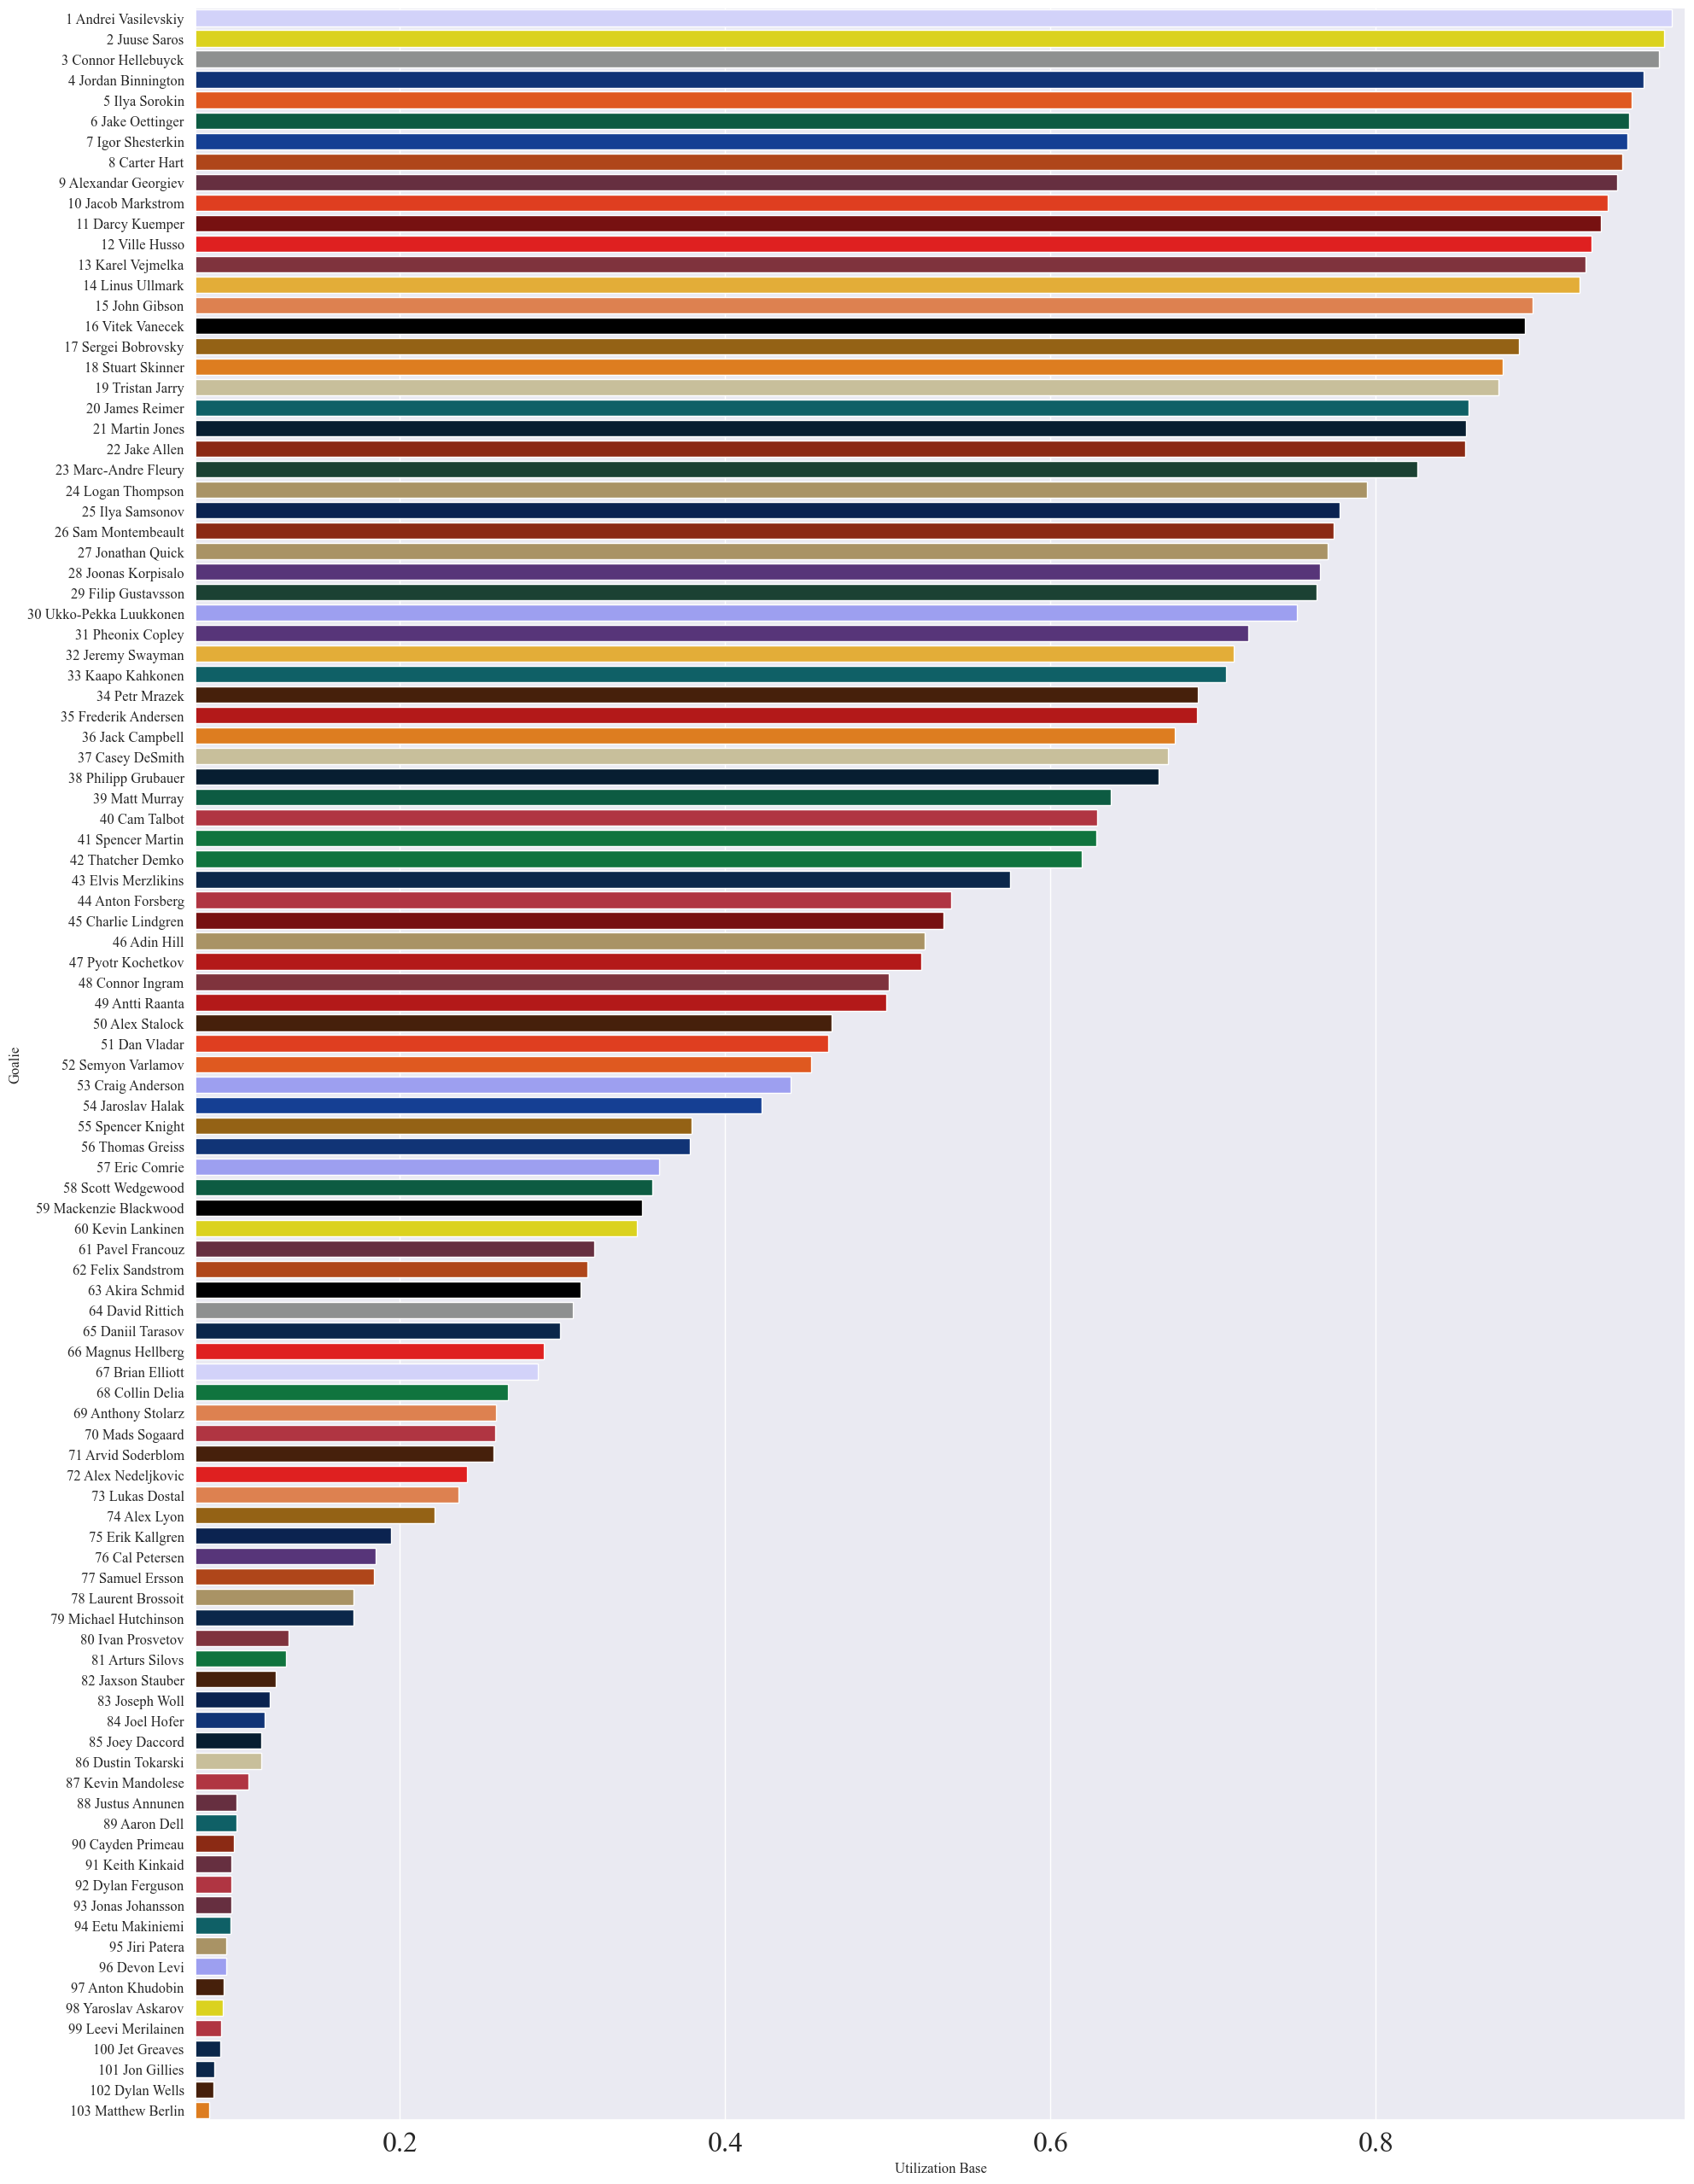 1 Andrei Vasilevskiy
2 Juuse Saros
3 Connor Hellebuyck
4 Jordan Binnington
5 Ilya Sorokin
6 Jake Oettinger
7 Igor Shesterkin
8 Carter Hart
9 Alexandar Georgiev
10 Jacob Markstrom
11 Darcy Kuemper
12 Ville Husso
13 Karel Vejmelka
14 Linus Ullmark
15 John Gibson
16 Vitek Vanecek
17 Sergei Bobrovsky
18 Stuart Skinner
19 Tristan Jarry
20 James Reimer
21 Martin Jones
22 Jake Allen
23 Marc-Andre Fleury
24 Logan Thompson
25 Ilya Samsonov
26 Sam Montembeault
27 Jonathan Quick
28 Joonas Korpisalo
29 Filip Gustavsson
30 Ukko-Pekka Luukkonen
31 Pheonix Copley
32 Jeremy Swayman
33 Kaapo Kahkonen
34 Petr Mrazek
35 Frederik Andersen
36 Jack Campbell
37 Casey DeSmith
38 Philipp Grubauer
39 Matt Murray
40 Cam Talbot
41 Spencer Martin
42 Thatcher Demko
43 Elvis Merzlikins
44 Anton Forsberg
45 Charlie Lindgren
46 Adin Hill
47 Pyotr Kochetkov
48 Connor Ingram
49 Antti Raanta
50 Alex Stalock
51 Dan Vladar
52 Semyon Varlamov
53 Craig Anderson
54 Jaroslav Halak
55 Spencer Knight
56 Thomas Greiss
57 Eric Comrie
58 Scott Wedgewood
59 Mackenzie Blackwood
60 Kevin Lankinen
61 Pavel Francouz
62 Felix Sandstrom
63 Akira Schmid
64 David Rittich
65 Daniil Tarasov
66 Magnus Hellberg
67 Brian Elliott
68 Collin Delia
69 Anthony Stolarz
70 Mads Sogaard
71 Arvid Soderblom
72 Alex Nedeljkovic
73 Lukas Dostal
74 Alex Lyon
75 Erik Kallgren
76 Cal Petersen
77 Samuel Ersson
78 Laurent Brossoit
79 Michael Hutchinson
80 Ivan Prosvetov
81 Arturs Silovs
82 Jaxson Stauber
83 Joseph Woll
84 Joel Hofer
85 Joey Daccord
86 Dustin Tokarski
87 Kevin Mandolese
88 Justus Annunen
89 Aaron Dell
90 Cayden Primeau
91 Keith Kinkaid
92 Dylan Ferguson
93 Jonas Johansson
94 Eetu Makiniemi
95 Jiri Patera
96 Devon Levi
97 Anton Khudobin
98 Yaroslav Askarov
99 Leevi Merilainen
100 Jet Greaves
101 Jon Gillies
102 Dylan Wells
103 Matthew Berlin
Goalie
0.2 0.4 0.6 0.8
Utilization Base